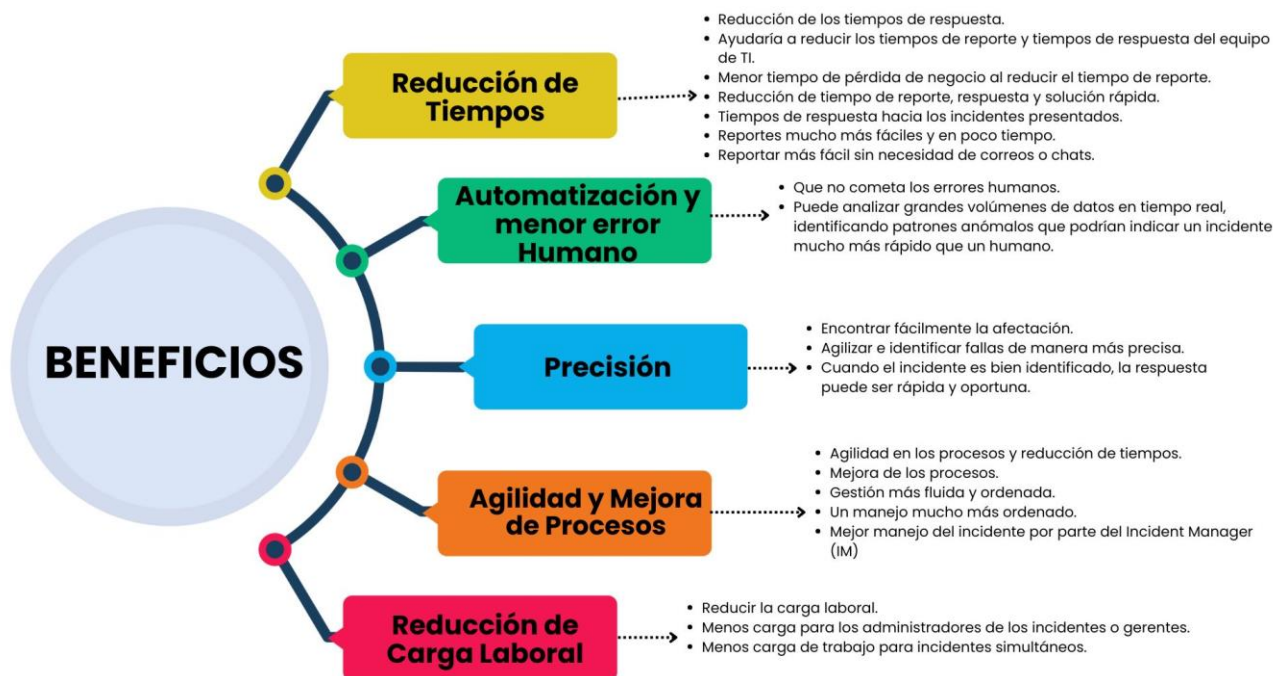 BENEFICIOS
Reducción de
Tiempos
• Reducción de los tiempos de respuesta.
• Ayudaría a reducir los tiempos de reporte y tiempos de respuesta del equipo
de TI.
• Menor tiempo de pérdida de negocio al reducir el tiempo de reporte.
• Reducción de tiempo de reporte, respuesta y solución rápida.
• Tiempos de respuesta hacia los incidentes presentados.
• Reportes mucho más fáciles y en poco tiempo.
• Reportar más fácil sin necesidad de correos o chats.
Automatización y
menor error
Humano
• Que no cometa los errores humanos.
• Puede analizar grandes volúmenes de datos en tiempo real,
identificando patrones anómalos que podrían indicar un incidente
mucho más rápido que un humano.
Precisión
• Encontrar fácilmente la afectación.
• Agilizar e identificar fallas de manera más precisa.
• Cuando el incidente es bien identificado, la respuesta
puede ser rápida y oportuna.
Agilidad y Mejora
de Procesos
• Agilidad en los procesos y reducción de tiempos.
• Mejora de los procesos.
• Gestión más fluida y ordenada.
• Un manejo mucho más ordenado.
• Mejor manejo del incidente por parte del Incident Manager
(IM)
Reducción de
Carga Laboral
• Reducir la carga laboral.
• Menos carga para los administradores de los incidentes o gerentes.
• Menos carga de trabajo para incidentes simultáneos.